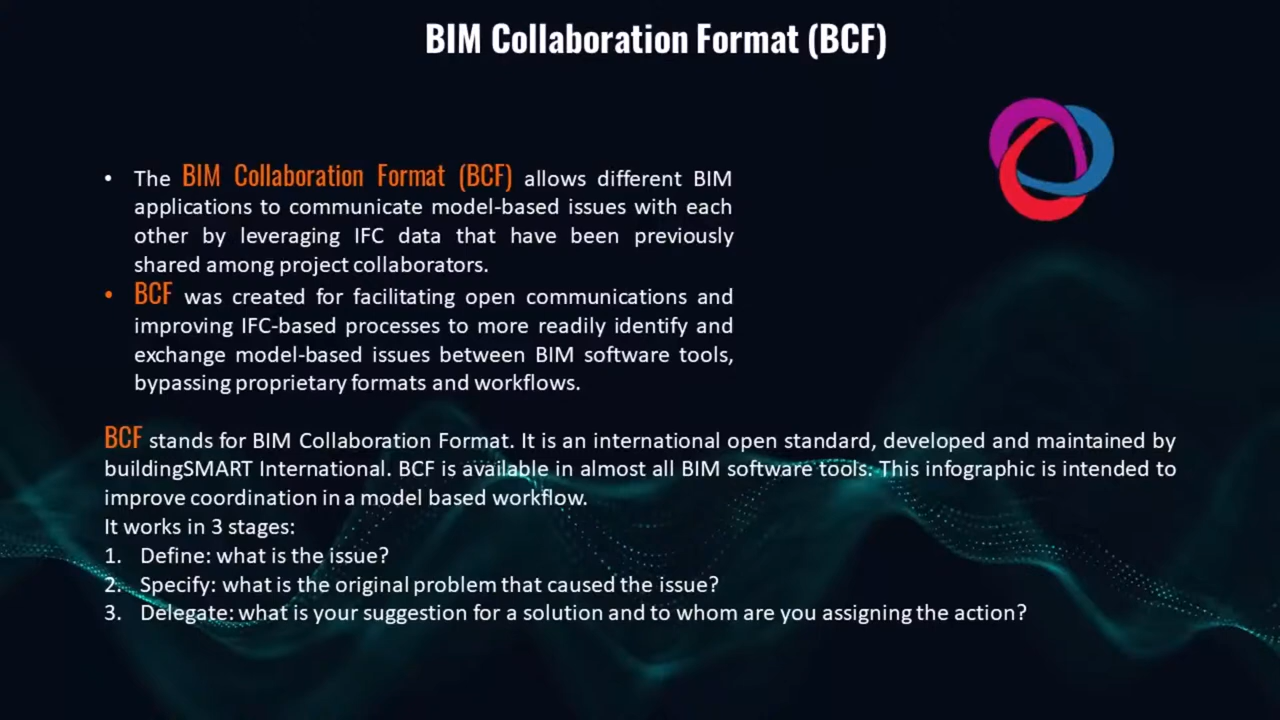 BIM Collaboration Format (BCF)
• The BIM Collaboration Format (BCF) allows different BIM
applications to communicate model-based issues with each
other by leveraging IFC data that have been previously
shared among project collaborators.
• BCF was created for facilitating open communications and
improving IFC-based processes to more readily identify and
exchange model-based issues between BIM software tools,
bypassing proprietary formats and workflows.
BCF stands for BIM Collaboration Format. It is an international open standard, developed and maintained by
buildingSMART International. BCF is available in almost all BIM software tools. This infographic is intended to
improve coordination in a model based workflow.
It works in 3 stages:
1. Define: what is the issue?
2. Specify: what is the original problem that caused the issue?
3. Delegate: what is your suggestion for a solution and to whom are you assigning the action?